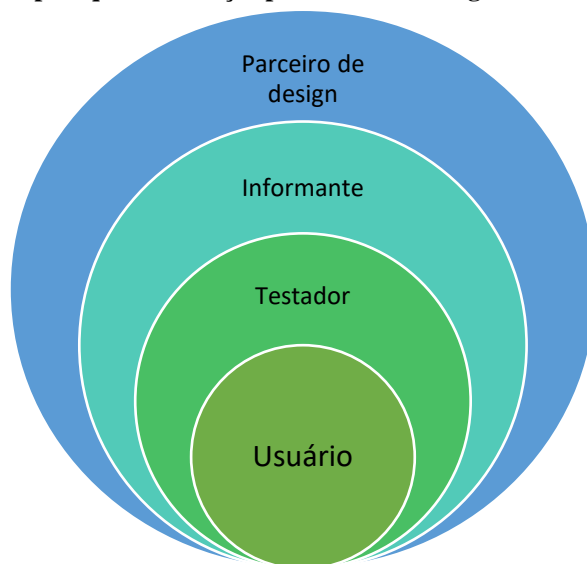 Parceiro de
design
Informante
Testador
Usuário